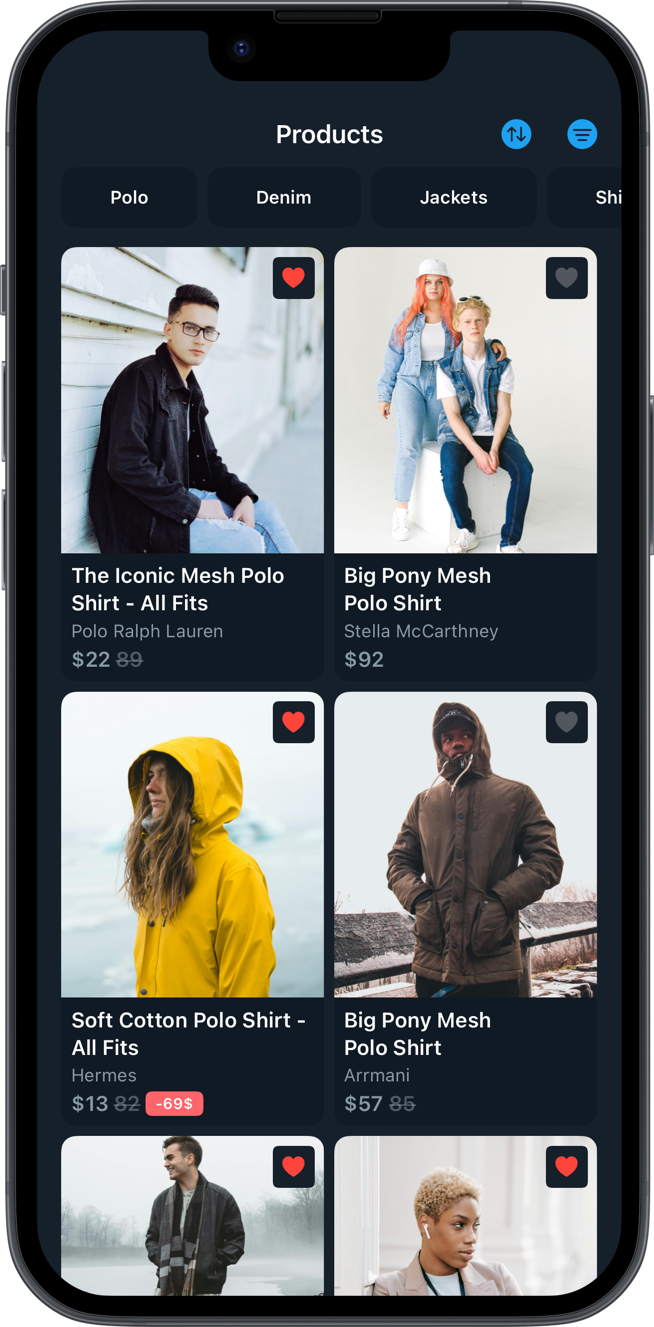 Products
Polo
Denim
Jackets
Shi
The Iconic Mesh Polo
Shirt - All Fits
Polo Ralph Lauren
$22 89
Big Pony Mesh
Polo Shirt
Stella McCarthney
$92
Soft Cotton Polo Shirt -
All Fits
Hermes
$13 82 -69$
Big Pony Mesh
Polo Shirt
Arrmani
$57 85